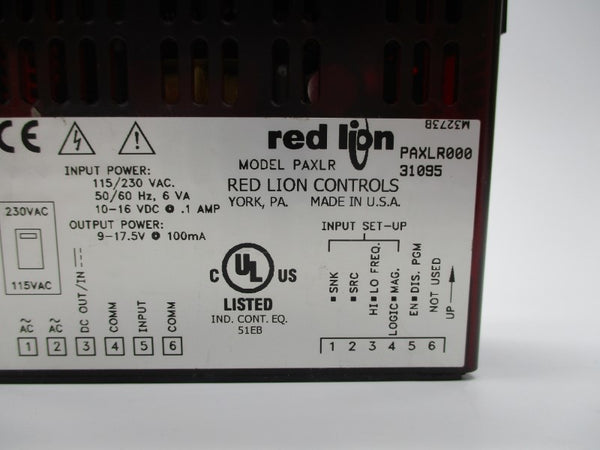 CE
red lion
M3273B
MODEL PAXLR
PAXLR000
31095
INPUT POWER:
115/230 VAC.
50/60 Hz, 6 VA
10-16 VDC @ .1 AMP
OUTPUT POWER:
9-17.5V @ 100mA
RED LION CONTROLS
YORK, PA. MADE IN U.S.A.
230VAC
115VAC
C UL US
LISTED
IND. CONT. EQ.
51EB
INPUT SET-UP
■ SNK
■ SRC
HI ■ LO FREQ.
LOGIC ■ MAG.
EN ■ DIS. PGM
NOT USED
UP
1 2 3 4 5 6
~ AC
~ AC
DC OUT/IN
COMM
INPUT
COMM
1 2 3 4 5 6